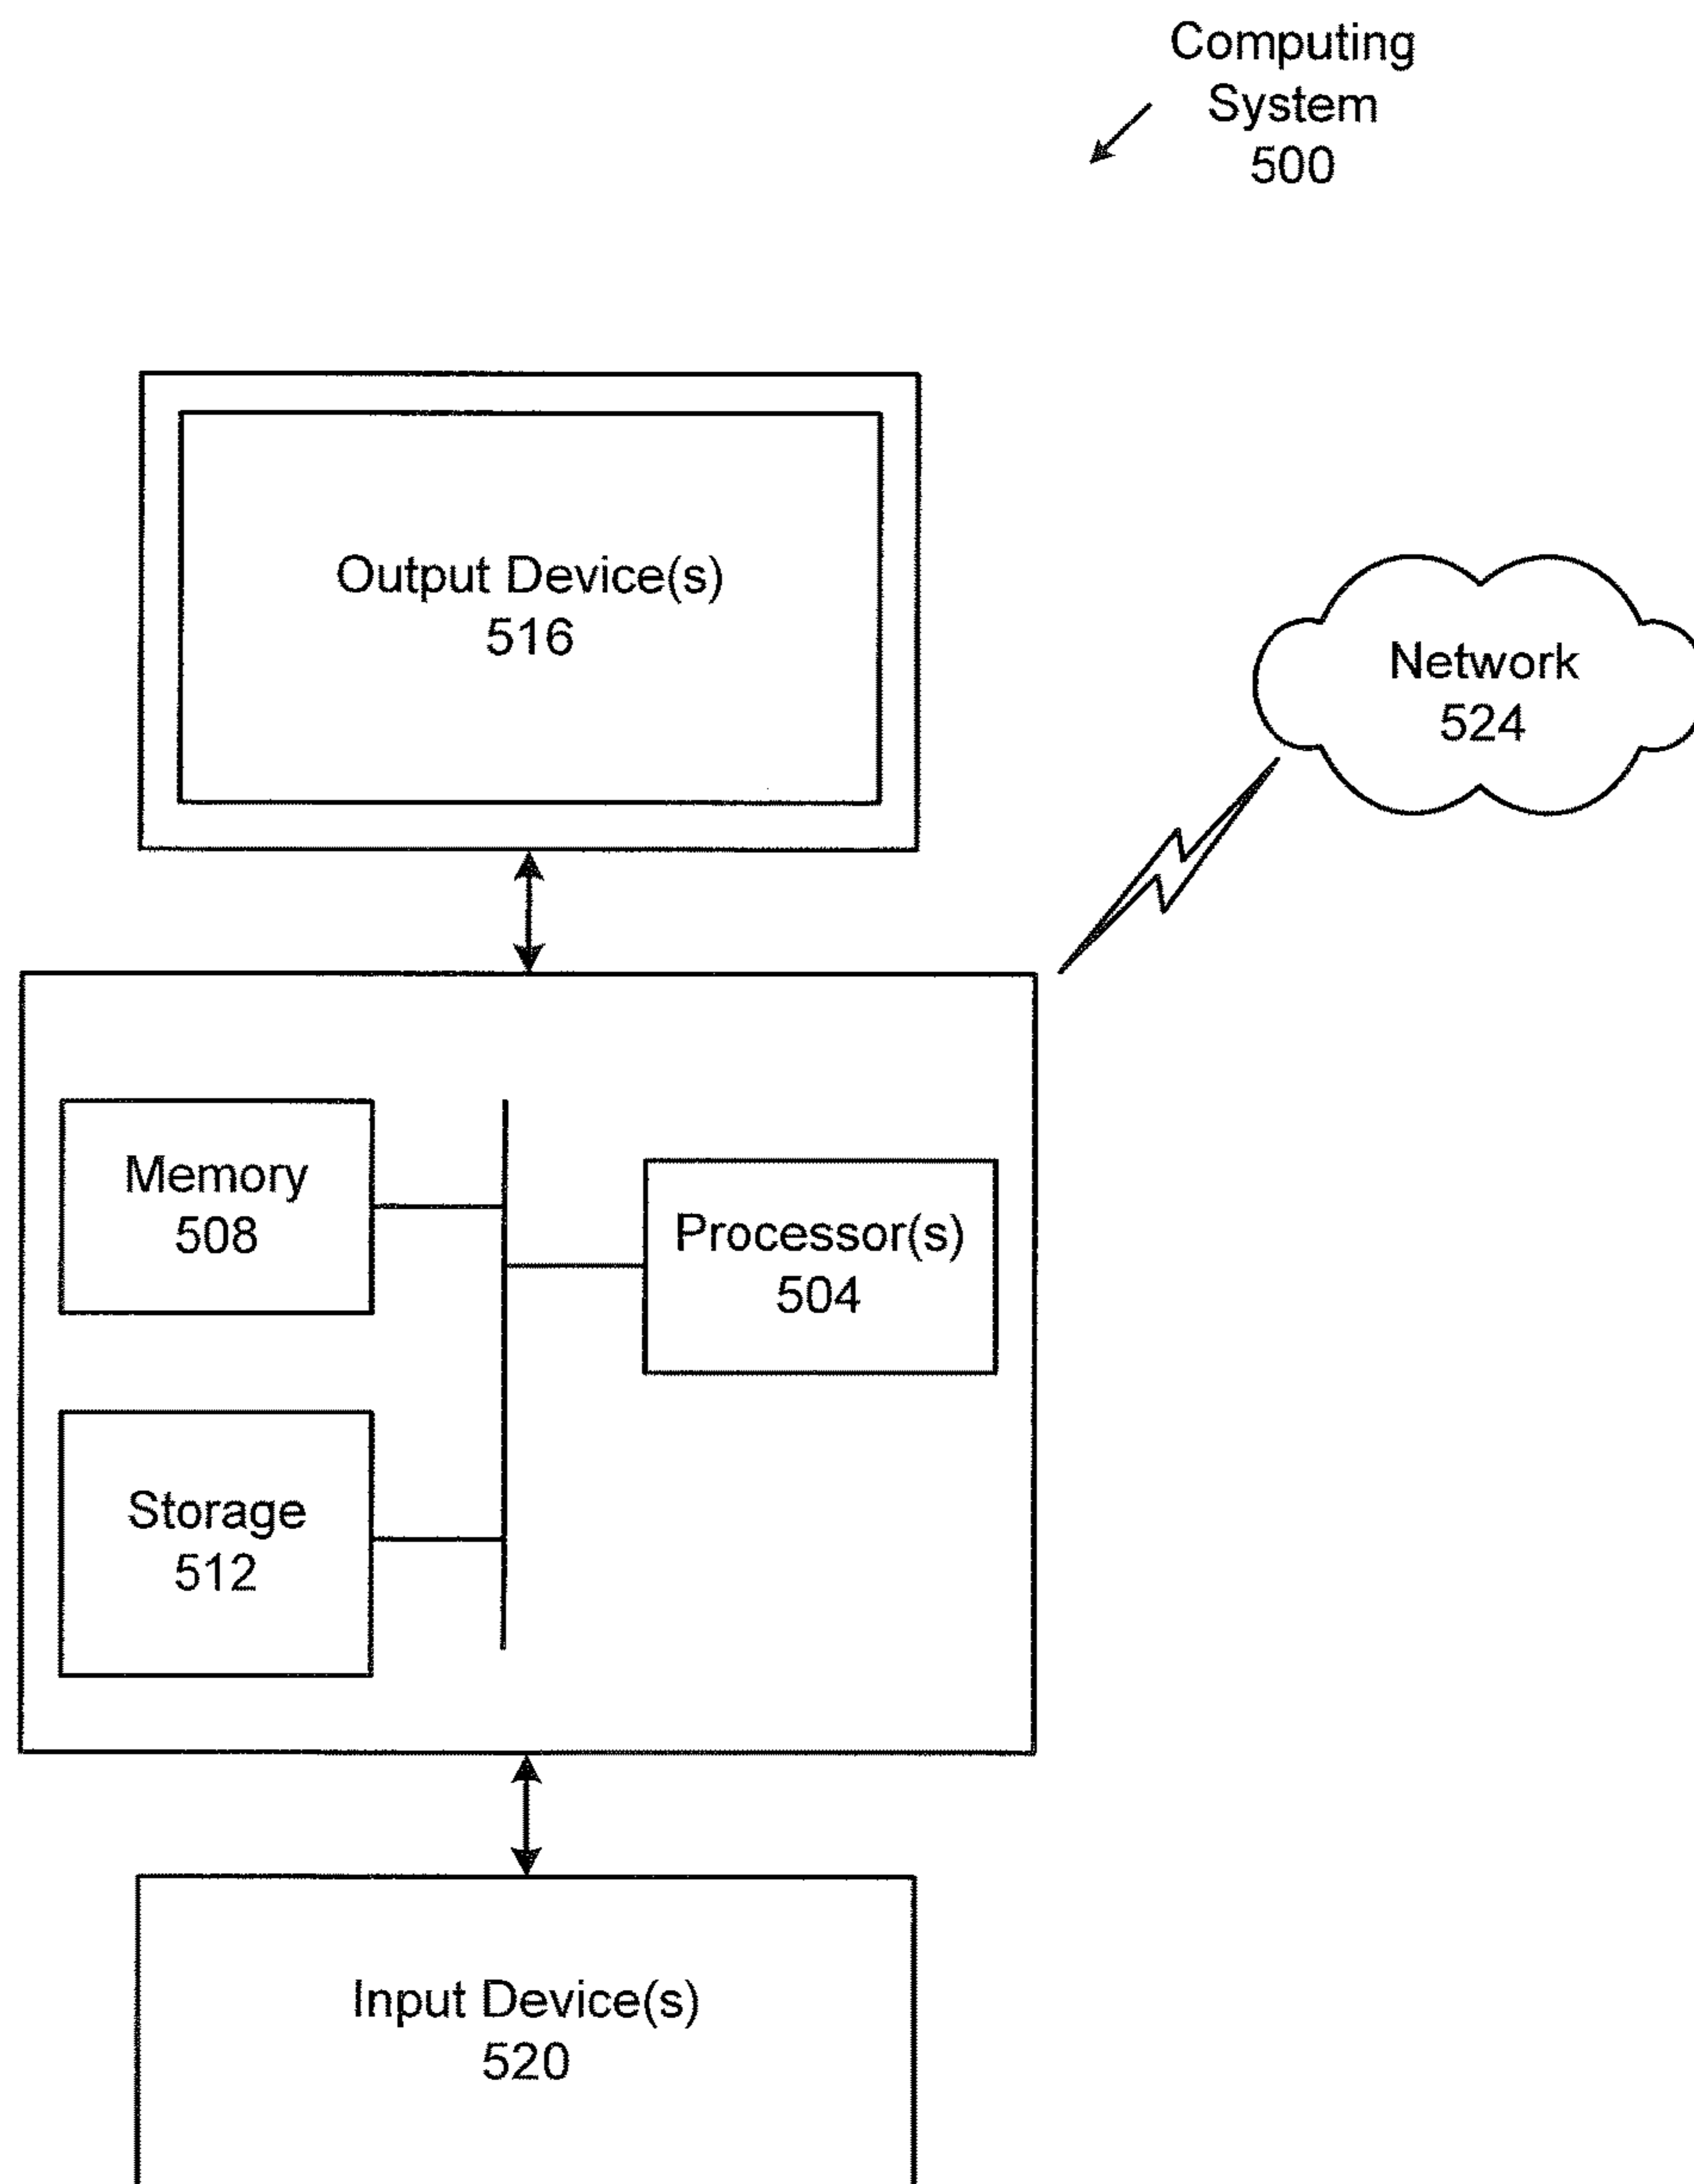 Computing
System
500
Output Device(s)
516
Network
524
Memory
508
Processor(s)
504
Storage
512
Input Device(s)
520